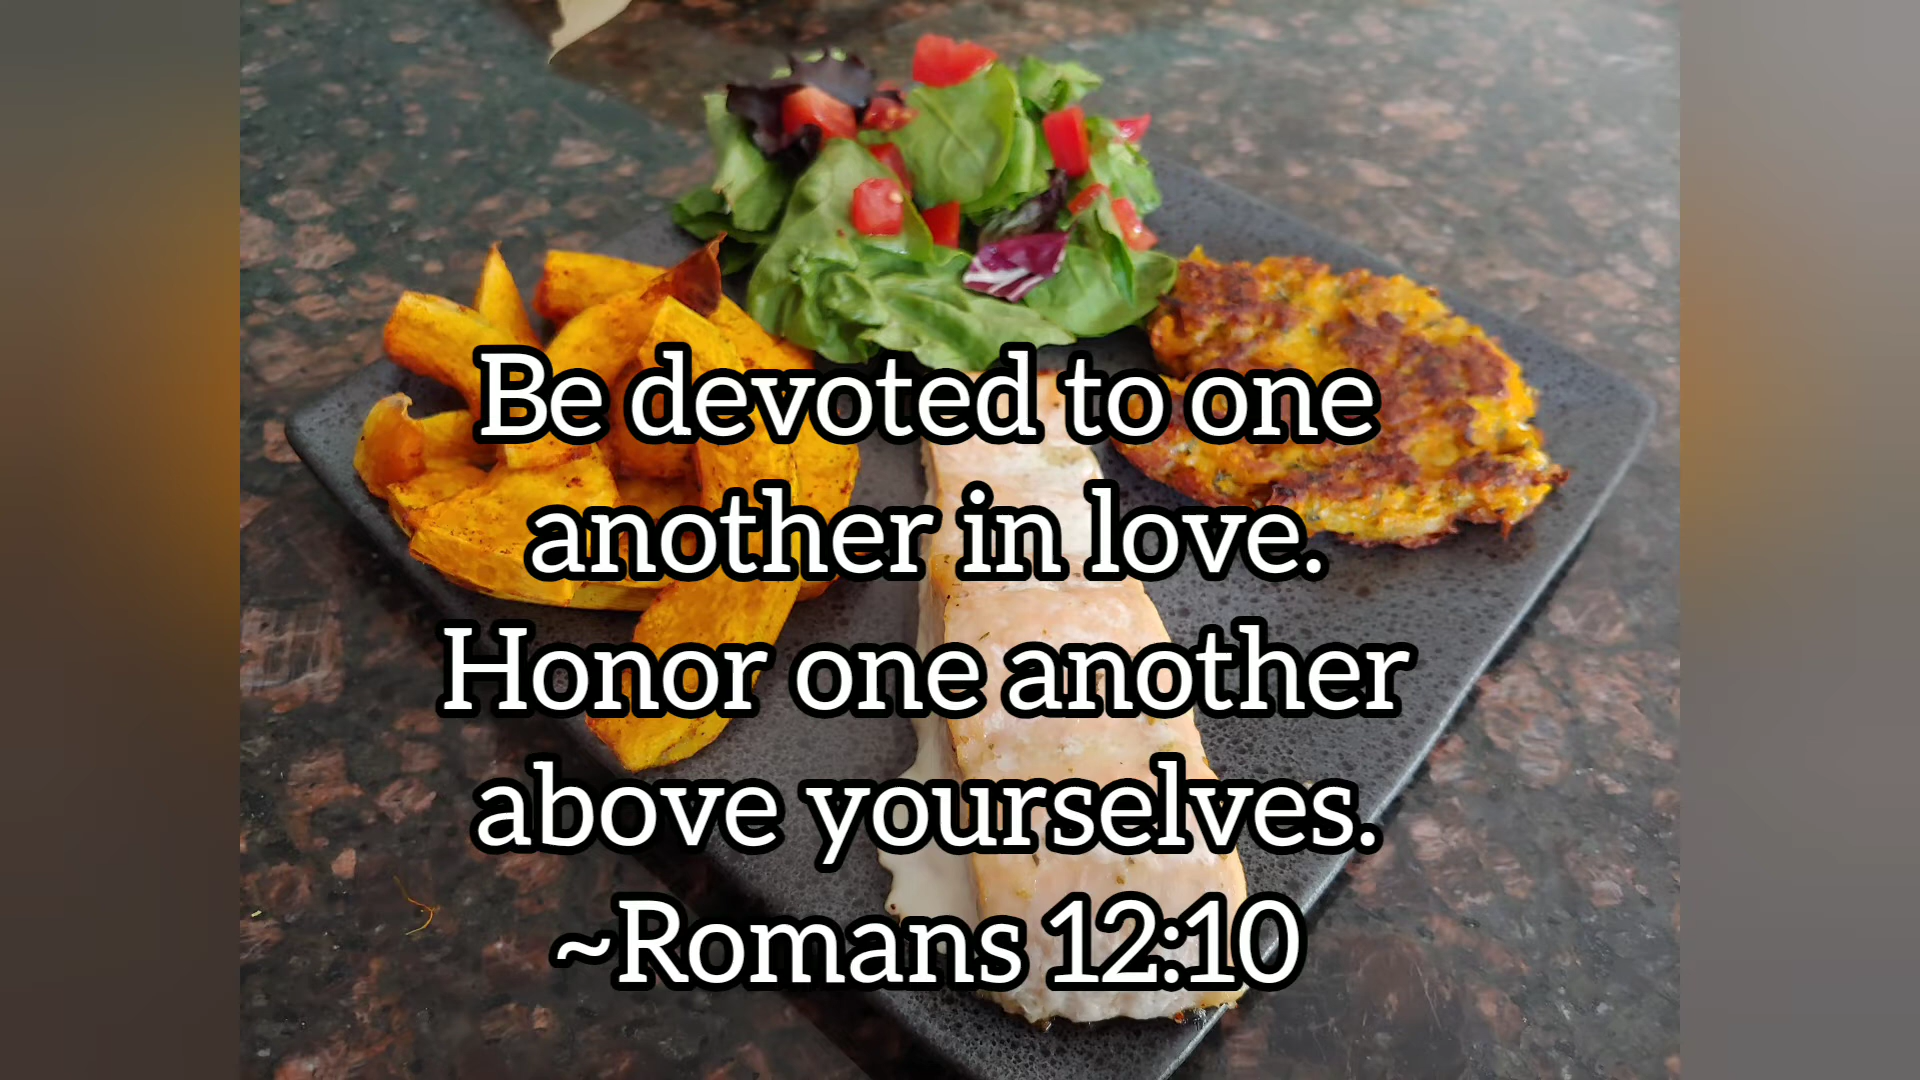 Be devoted to one
another in love.
Honor one another
above yourselves.
~Romans 12:10